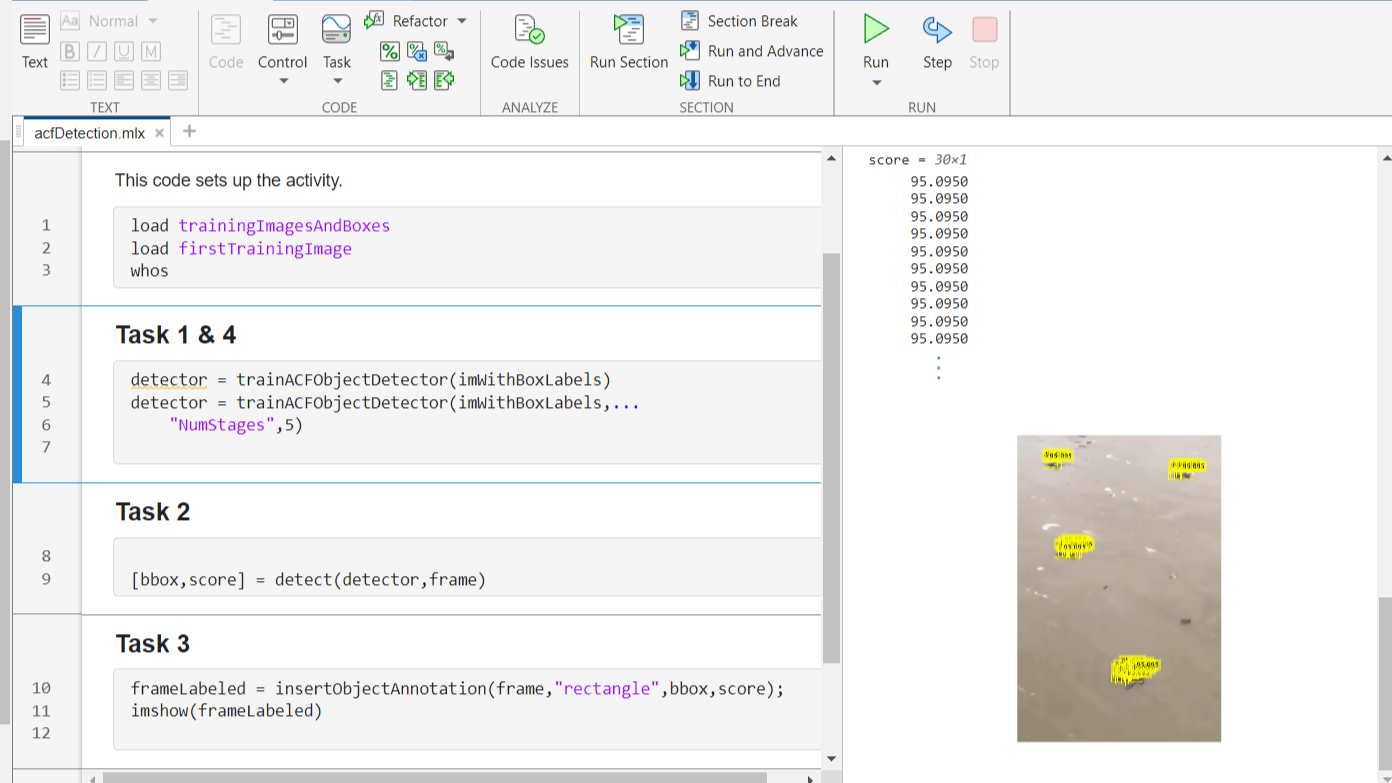 Text
Aa Normal
B I U M
TEXT
Code
Control
Task
Refactor
CODE
Code Issues
ANALYZE
Run Section
Section Break
Run and Advance
Run to End
SECTION
Run
Step
Stop
RUN
acfDetection.mlx
This code sets up the activity.
1 load trainingImagesAndBoxes
2 load firstTrainingImage
3 whos
Task 1 & 4
4 detector = trainACFObjectDetector(imWithBoxLabels)
5 detector = trainACFObjectDetector(imWithBoxLabels,...
6 "NumStages",5)
7
Task 2
8
9 [bbox,score] = detect(detector,frame)
Task 3
10 frameLabeled = insertObjectAnnotation(frame,"rectangle",bbox,score);
11 imshow(frameLabeled)
12
score = 30×1
95.0950
95.0950
95.0950
95.0950
95.0950
95.0950
95.0950
95.0950
95.0950
95.0950